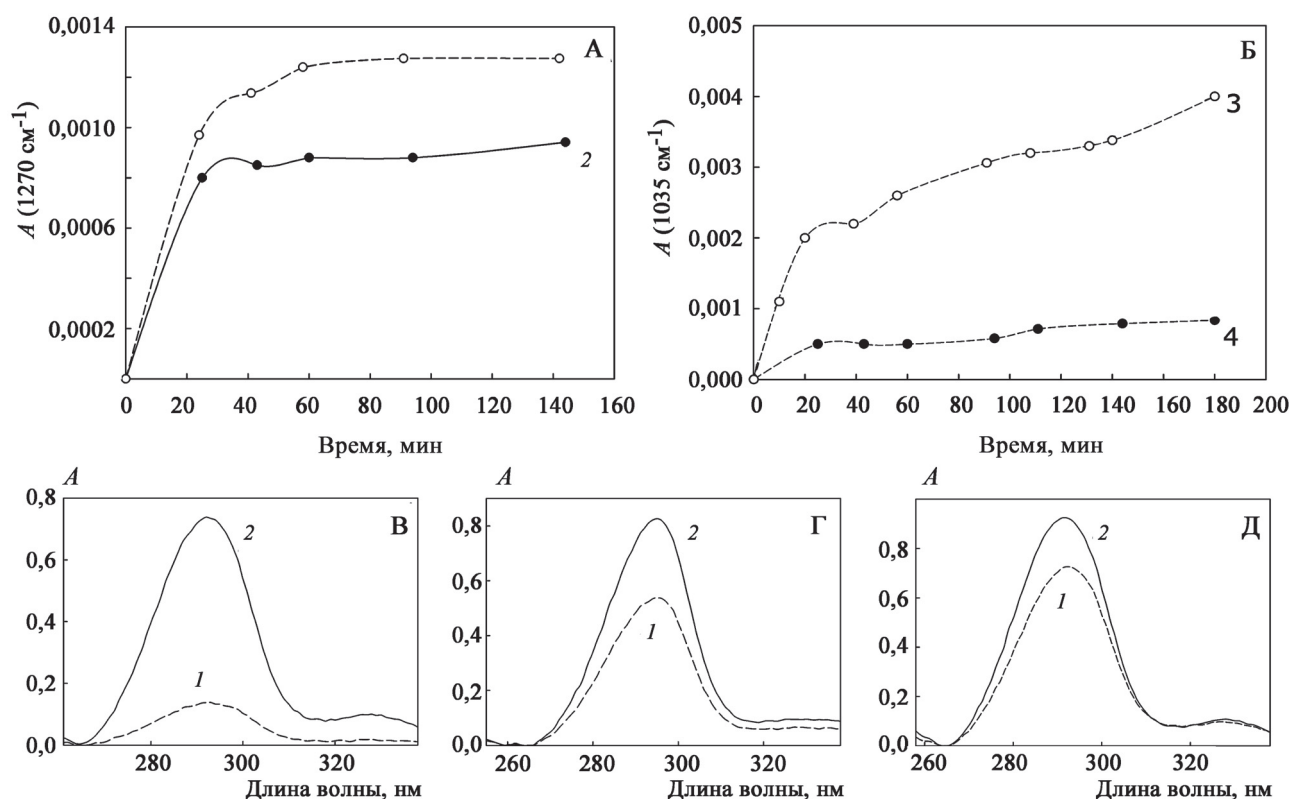 0,0014
0,0010
0,0006
0,0002
А (1270 см⁻¹)
А
2
0 20 40 60 80 100 120 140 160
Время, мин
0,005
0,004
0,003
0,002
0,001
0,000
А (1035 см⁻¹)
Б
3
4
0 20 40 60 80 100 120 140 160 180 200
Время, мин
А
0,8
0,6
0,4
0,2
0,0
В
2
1
280 300 320
Длина волны, нм
А
0,8
0,6
0,4
0,2
0,0
Г
2
1
260 280 300 320
Длина волны, нм
А
0,8
0,6
0,4
0,2
0,0
Д
2
1
260 280 300 320
Длина волны, нм